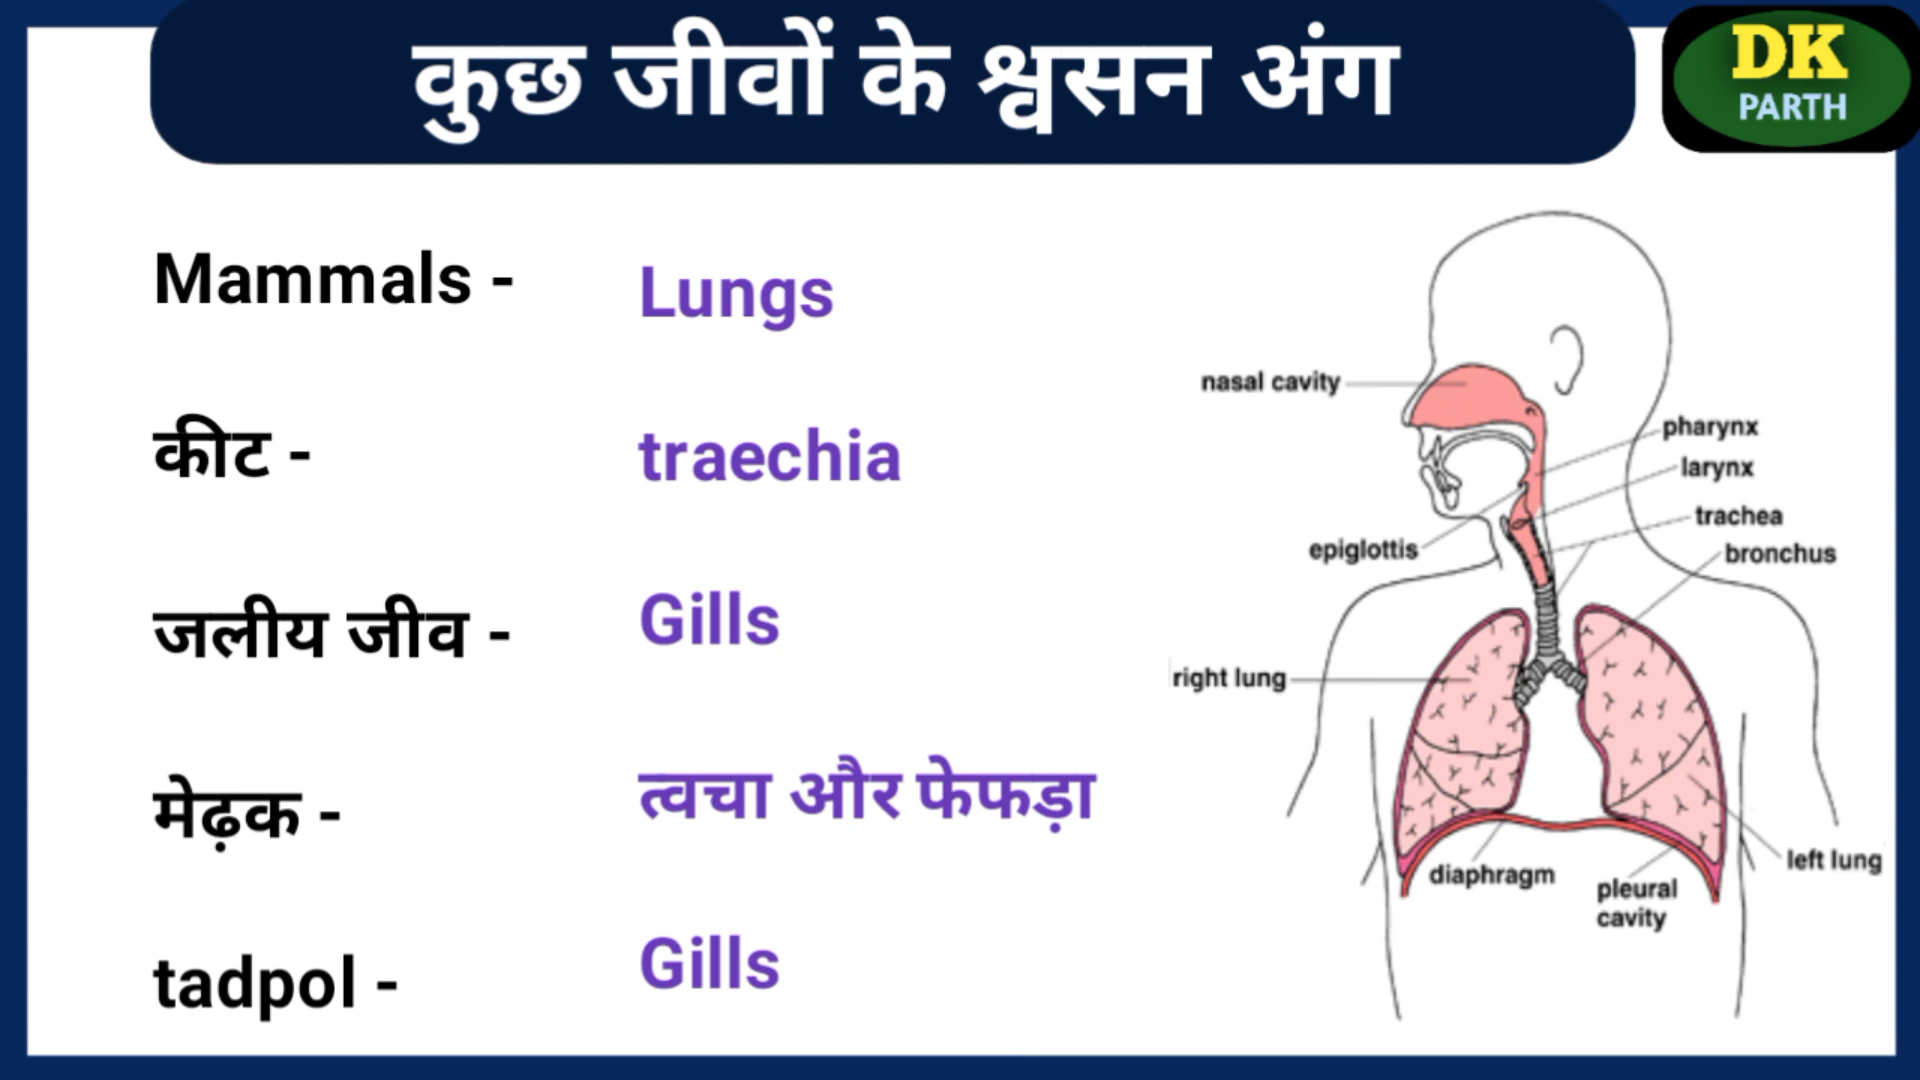 कुछ जीवों के श्वसन अंग
DK
PARTH
Mammals - Lungs
कीट - traechia
जलीय जीव - Gills
मेढ़क - त्वचा और फेफड़ा
tadpol - Gills
nasal cavity
pharynx
larynx
trachea
epiglottis
bronchus
right lung
left lung
diaphragm
pleural
cavity